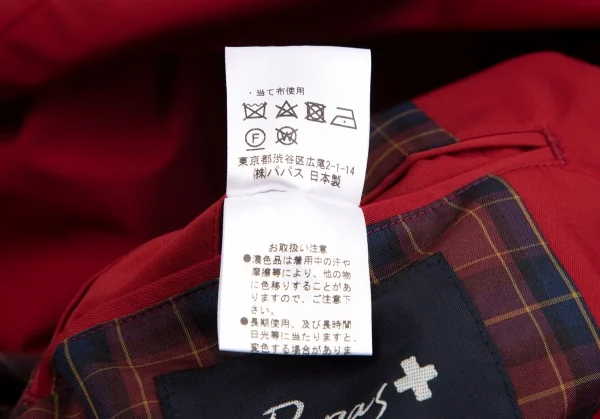 ・当て布使用
F W
東京都渋谷区広尾2-1-14
㈱パパス 日本製
お取扱い注意
●濃色品は着用中の汗や
摩擦等により、他の物
に色移りすることがあ
りますので、ご注意下
さい。
●長期使用、及び長時間
日光等に当たりますと、
変色する場合がありま
Papas